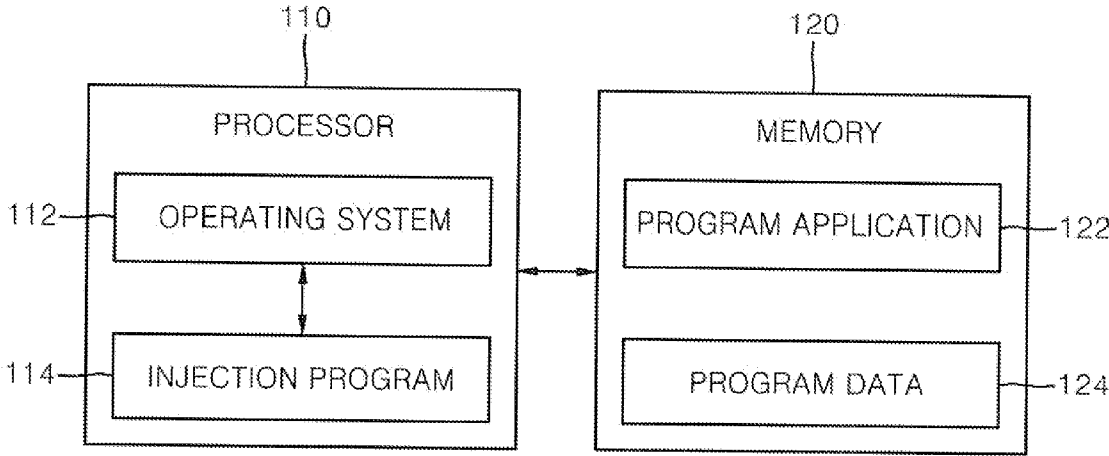 110
120
PROCESSOR
MEMORY
112
OPERATING SYSTEM
PROGRAM APPLICATION
122
114
INJECTION PROGRAM
PROGRAM DATA
124